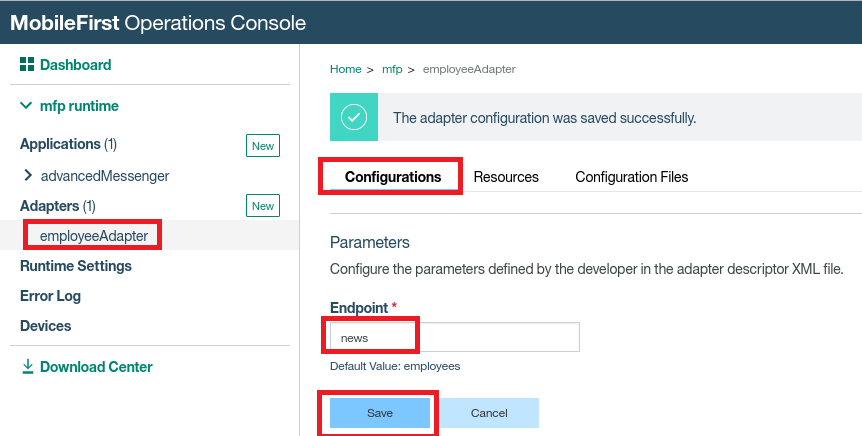 MobileFirst Operations Console
Dashboard
mfp runtime
Applications (1) New
advancedMessenger
Adapters (1) New
employeeAdapter
Runtime Settings
Error Log
Devices
Download Center
Home > mfp > employeeAdapter
The adapter configuration was saved successfully.
Configurations Resources Configuration Files
Parameters
Configure the parameters defined by the developer in the adapter descriptor XML file.
Endpoint *
news
Default Value: employees
Save Cancel